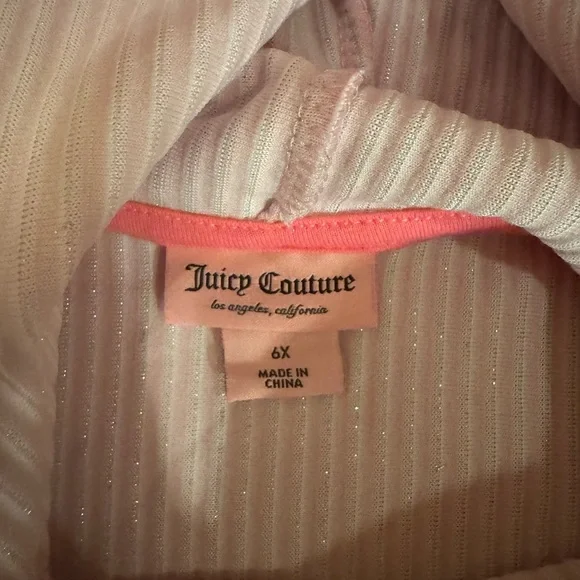 Juicy Couture
los angeles, california
6X
MADE IN
CHINA